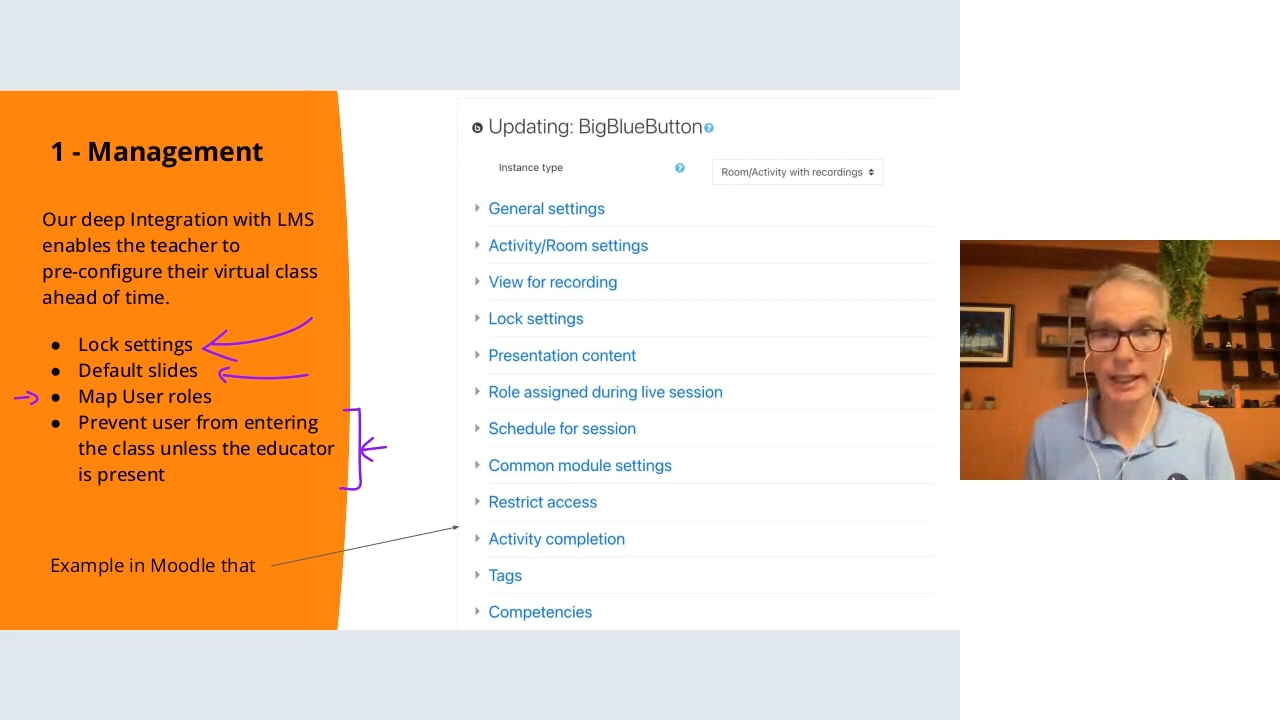 1 - Management
Our deep Integration with LMS
enables the teacher to
pre-configure their virtual class
ahead of time.
● Lock settings
● Default slides
● Map User roles
● Prevent user from entering
the class unless the educator
is present
Example in Moodle that
Updating: BigBlueButton
Instance type
Room/Activity with recordings
General settings
Activity/Room settings
View for recording
Lock settings
Presentation content
Role assigned during live session
Schedule for session
Common module settings
Restrict access
Activity completion
Tags
Competencies